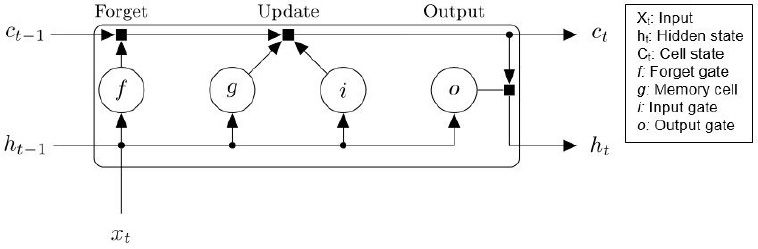 Forget Update Output
c_{t−1} c_t
f g i o
h_{t−1} h_t
x_t
X_t: Input
h_t: Hidden state
C_t: Cell state
f: Forget gate
g: Memory cell
i: Input gate
o: Output gate